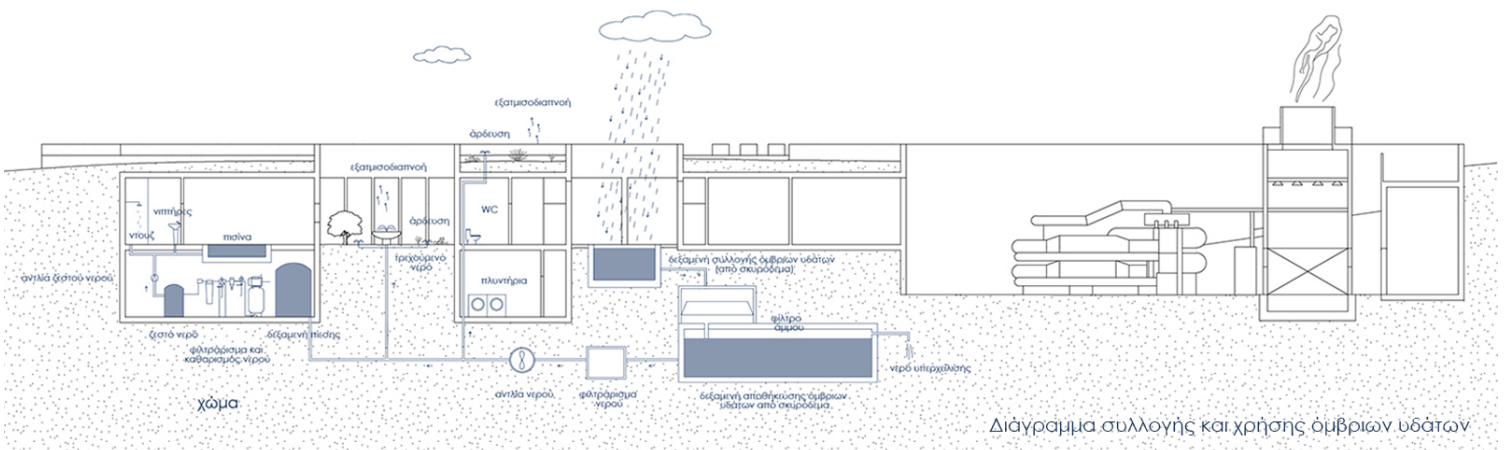 εξατμισοδιαπνοή
άρδευση
εξατμισοδιαπνοή
νιπτήρες
ντουζ
πισίνα
άρδευση
WC
τρεχούμενο
νερό
δεξαμενή συλλογής όμβριων υδάτων
(από σκυρόδεμα)
αντλία ζεστού νερού
πλυντήρια
ζεστό νερό
δεξαμενή πίεσης
φιλτράρισμα και
καθαρισμός νερού
φίλτρο
άμμου
νερό υπερχείλισης
αντλία νερού
φιλτράρισμα
νερού
δεξαμενή αποθήκευσης όμβριων
υδάτων από σκυρόδεμα
χώμα
Διάγραμμα συλλογής και χρήσης όμβριων υδάτων